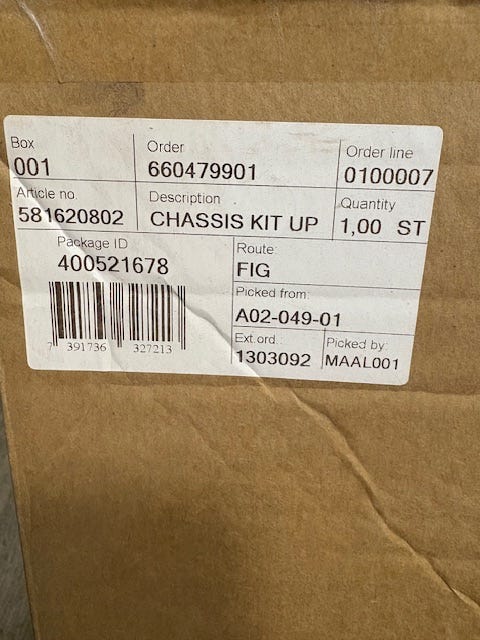 Box
001
Order
660479901
Order line
0100007
Article no.
581620802
Description
CHASSIS KIT UP
Quantity
1,00 ST
Package ID
400521678
7 391736 327213
Route:
FIG
Picked from:
A02-049-01
Ext.ord.:
1303092
Picked by:
MAAL001